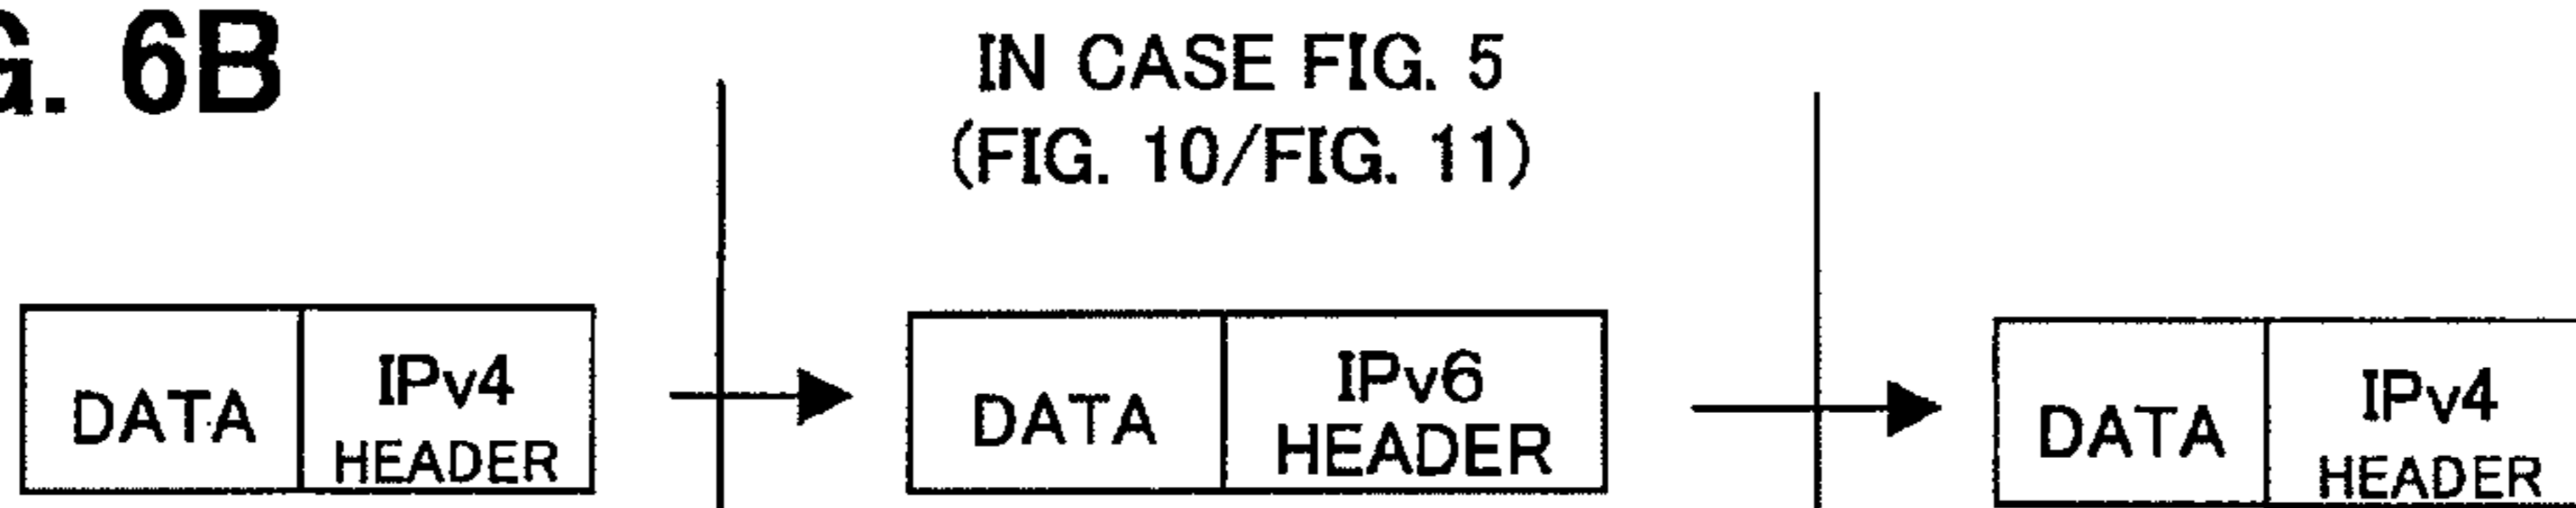 G. 6B
IN CASE FIG. 5
(FIG. 10/FIG. 11)
DATA
IPv4
HEADER
DATA
IPv6
HEADER
DATA
IPv4
HEADER